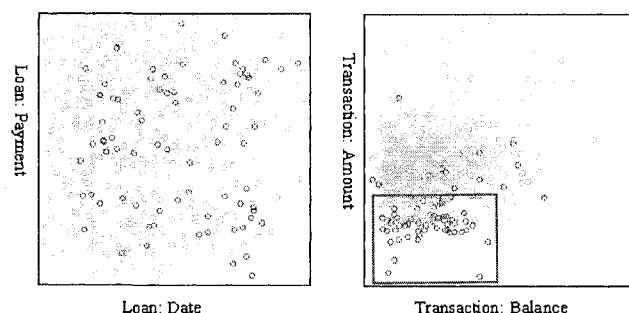 Loan: Payment
Loan: Date
Transaction: Amount
Transaction: Balance